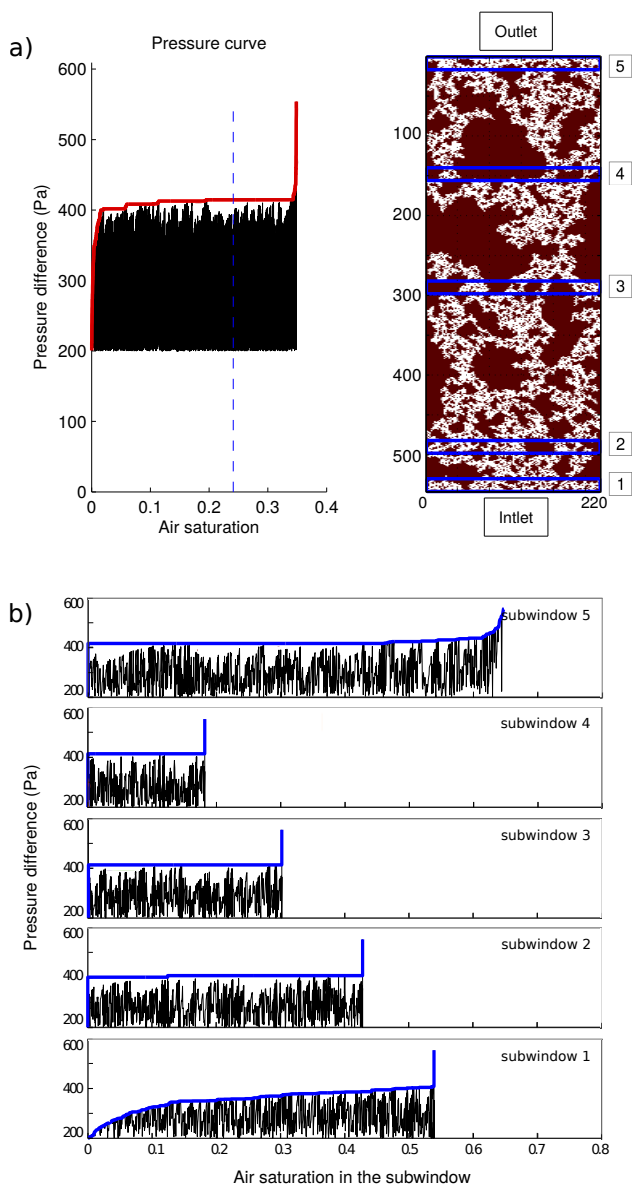 a)
Pressure curve
600
500
400
300
200
100
0
Pressure difference (Pa)
0 0.1 0.2 0.3 0.4
Air saturation
Outlet
5
4
3
2
1
100
200
300
400
500
0 220
Intlet
b)
Pressure difference (Pa)
600
400
200
subwindow 5
600
400
200
subwindow 4
600
400
200
subwindow 3
600
400
200
subwindow 2
600
400
200
subwindow 1
0 0.1 0.2 0.3 0.4 0.5 0.6 0.7 0.8
Air saturation in the subwindow